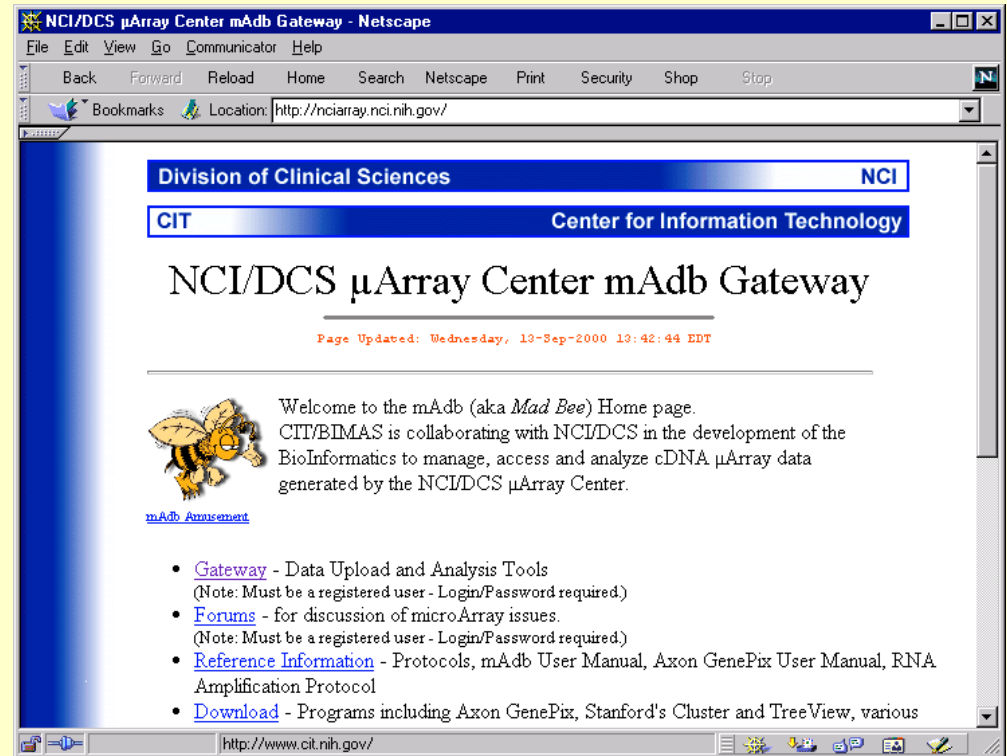 NCI/DCS µArray Center mAdb Gateway - Netscape
File Edit View Go Communicator Help
Back Forward Reload Home Search Netscape Print Security Shop Stop
N
Bookmarks Location: http://nciarray.nci.nih.gov/
Division of Clinical Sciences NCI
CIT Center for Information Technology
NCI/DCS µArray Center mAdb Gateway
Page Updated: Wednesday, 13-Sep-2000 13:42:44 EDT
Welcome to the mAdb (aka Mad Bee) Home page.
CIT/BIMAS is collaborating with NCI/DCS in the development of the
BioInformatics to manage, access and analyze cDNA µArray data
generated by the NCI/DCS µArray Center.
mAdb Amusement
• Gateway - Data Upload and Analysis Tools
(Note: Must be a registered user - Login/Password required.)
• Forums - for discussion of microArray issues.
(Note: Must be a registered user - Login/Password required.)
• Reference Information - Protocols, mAdb User Manual, Axon GenePix User Manual, RNA
Amplification Protocol
• Download - Programs including Axon GenePix, Stanford's Cluster and TreeView, various
http://www.cit.nih.gov/